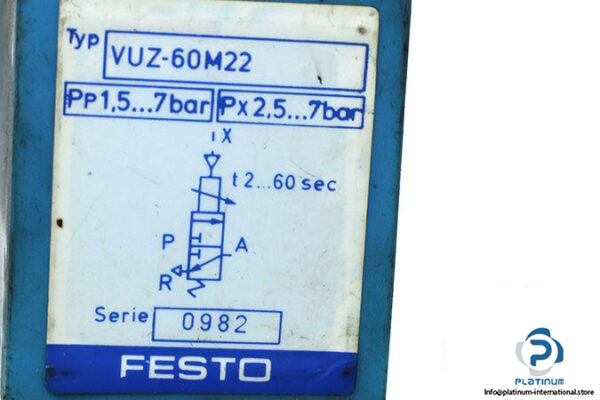 Typ VUZ-60M22
Pp1,5...7bar Px2,5...7bar
X
t 2...60 sec
P A
R
Serie 0982
FESTO
PLATINUM
info@platinum-international.store